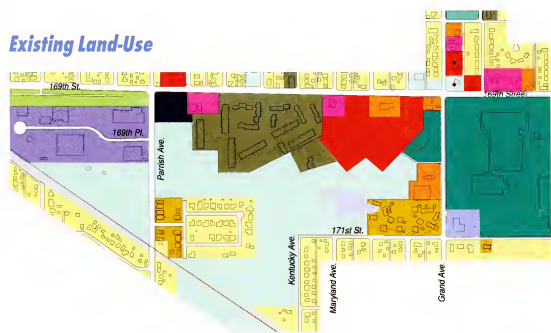 Existing Land-Use
169th St.
169th Street
169th Pl.
Parrish Ave.
171st St.
Kentucky Ave.
Maryland Ave.
Grand Ave